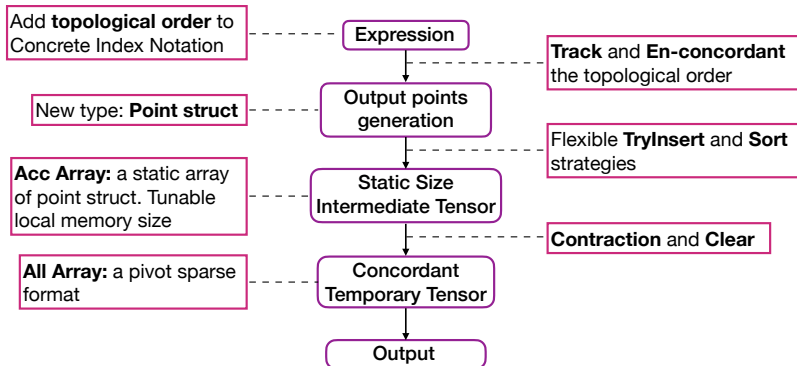 Add topological order to
Concrete Index Notation
Expression
Track and En-concordant
the topological order
New type: Point struct
Output points
generation
Flexible TryInsert and Sort
strategies
Acc Array: a static array
of point struct. Tunable
local memory size
Static Size
Intermediate Tensor
Contraction and Clear
All Array: a pivot sparse
format
Concordant
Temporary Tensor
Output